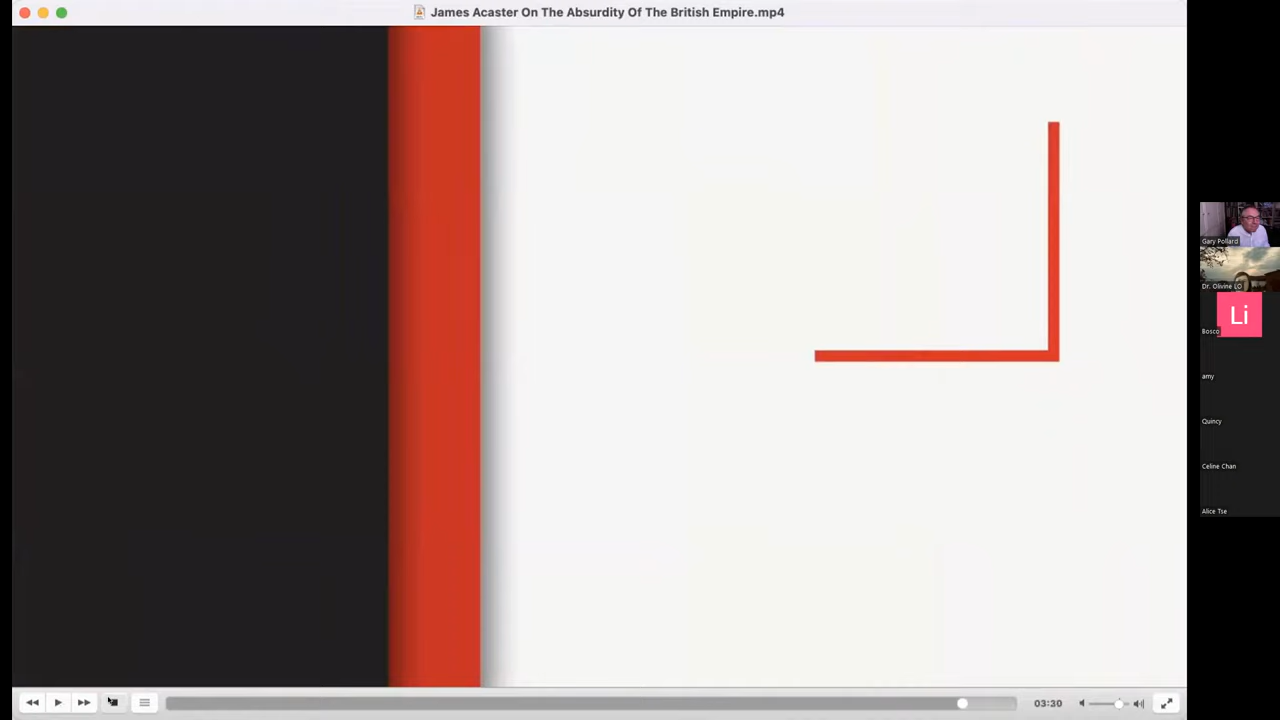 James Acaster On The Absurdity Of The British Empire.mp4
Gary Pollard
Dr. Olivine LO
Li
Bosco
amy
Quincy
Celine Chan
Alice Tse
03:30